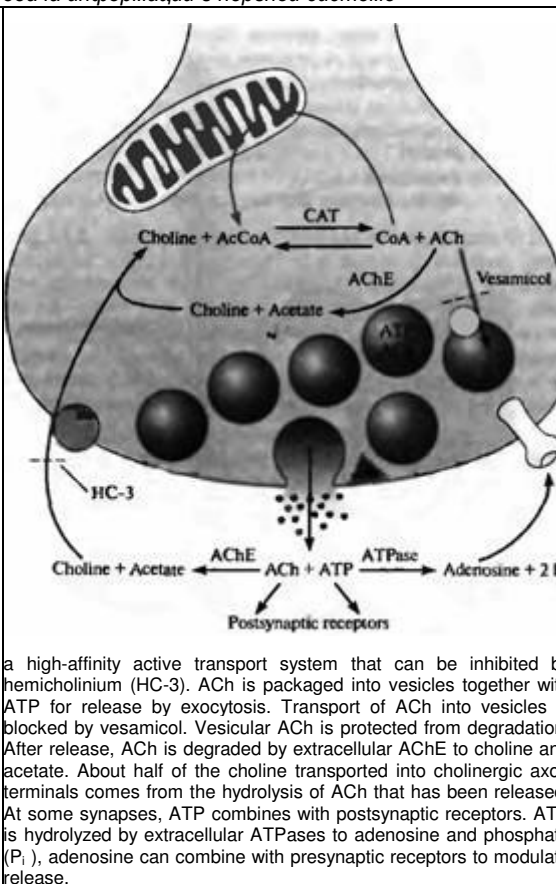 CAT
Choline + AcCoA
CoA + ACh
AChE
Vesamicol
Choline + Acetate
AT
HC-3
AChE
ATPase
Choline + Acetate
ACh + ATP
Adenosine + 2
Postsynaptic receptors
a high-affinity active transport system that can be inhibited b
hemicholinium (HC-3). ACh is packaged into vesicles together wit
ATP for release by exocytosis. Transport of ACh into vesicles
blocked by vesamicol. Vesicular ACh is protected from degradation
After release, ACh is degraded by extracellular AChE to choline an
acetate. About half of the choline transported into cholinergic axo
terminals comes from the hydrolysis of ACh that has been released
At some synapses, ATP combines with postsynaptic receptors. AT
is hydrolyzed by extracellular ATPases to adenosine and phosphat
(Pi ), adenosine can combine with presynaptic receptors to modulat
release.